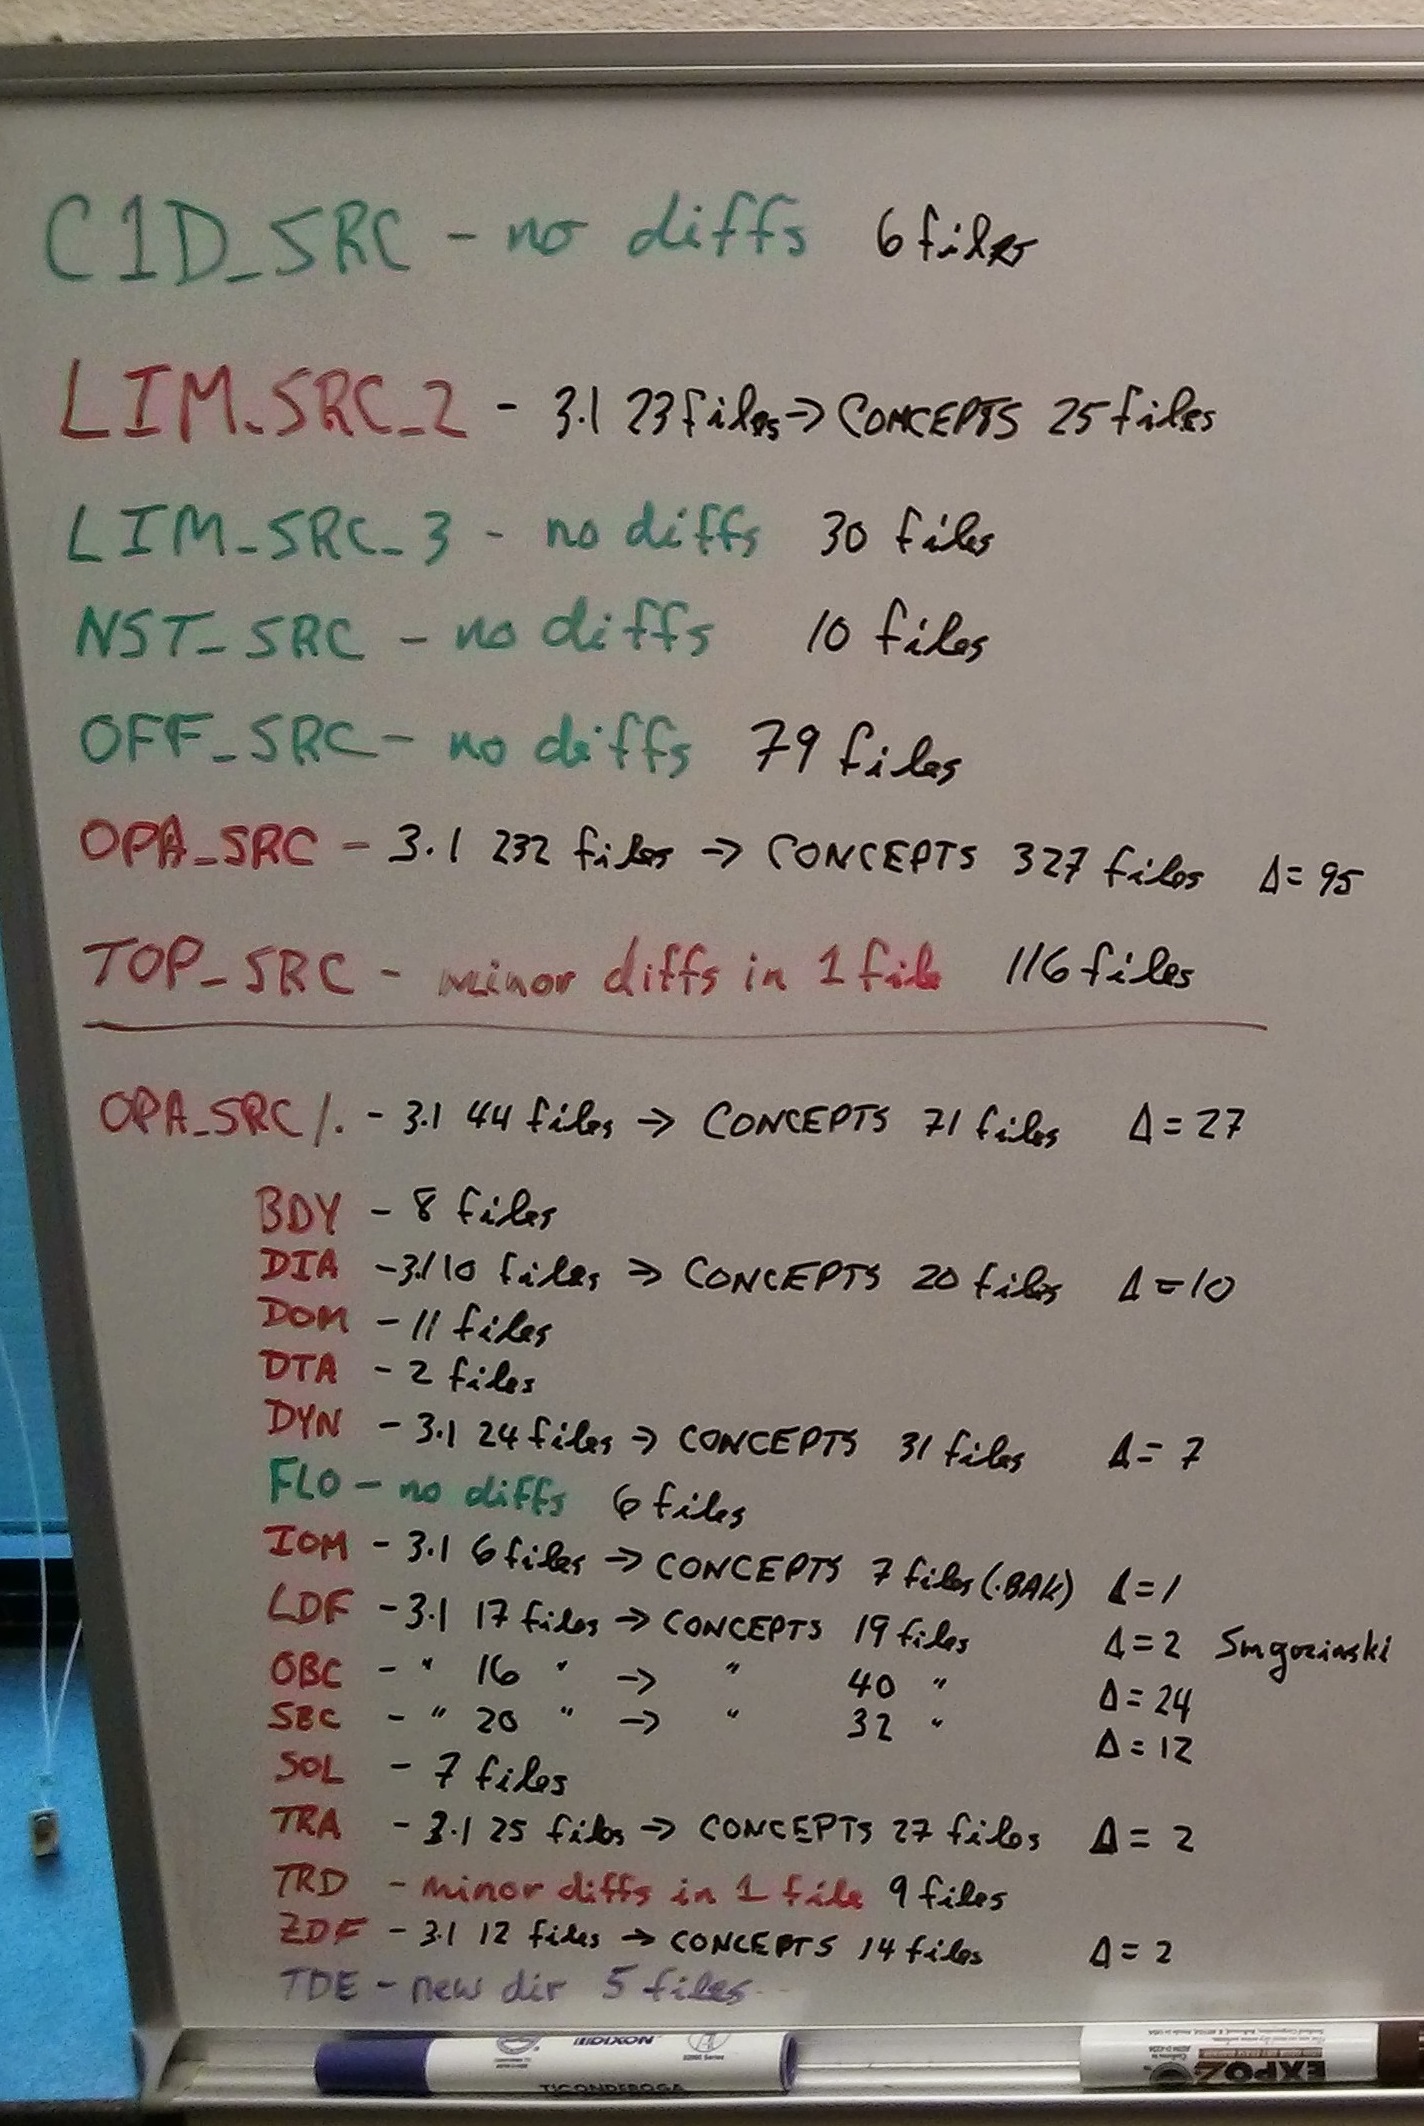 C1D_SRC - no diffs 6 files
LIM_SRC_2 - 3.1 23 files → CONCEPTS 25 files
LIM_SRC_3 - no diffs 30 files
NST_SRC - no diffs 10 files
OFF_SRC - no diffs 79 files
OPA_SRC - 3.1 232 files → CONCEPTS 327 files Δ= 95
TOP_SRC - minor diffs in 1 file 116 files
OPA_SRC/. - 3.1 44 files → CONCEPTS 71 files Δ = 27
BDY - 8 files
DIA - 3.1 10 files → CONCEPTS 20 files Δ = 10
DOM - 11 files
DTA - 2 files
DYN - 3.1 24 files → CONCEPTS 31 files Δ = 7
FLO - no diffs 6 files
IOM - 3.1 6 files → CONCEPTS 7 files (.BAK) Δ = 1
LDF - 3.1 17 files → CONCEPTS 19 files Δ = 2
OBC - " 16 " → " 40 " Δ = 24
SBC - " 20 " → " 32 " Δ = 12
SOL - 7 files
TRA - 3.1 25 files → CONCEPTS 27 files Δ = 2
TRD - minor diffs in 1 file 9 files
ZDF - 3.1 12 files → CONCEPTS 14 files Δ = 2
TDE - new dir 5 files
DIXON
TICONDEROGA
EXPO